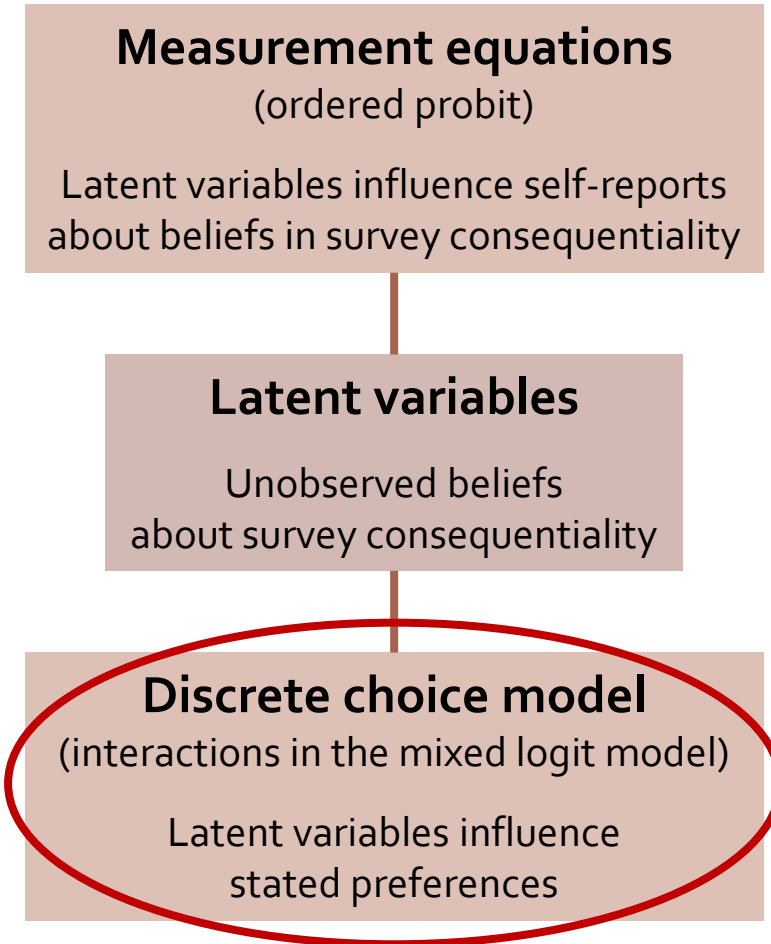 Measurement equations
(ordered probit)
Latent variables influence self-reports
about beliefs in survey consequentiality
Latent variables
Unobserved beliefs
about survey consequentiality
Discrete choice model
(interactions in the mixed logit model)
Latent variables influence
stated preferences